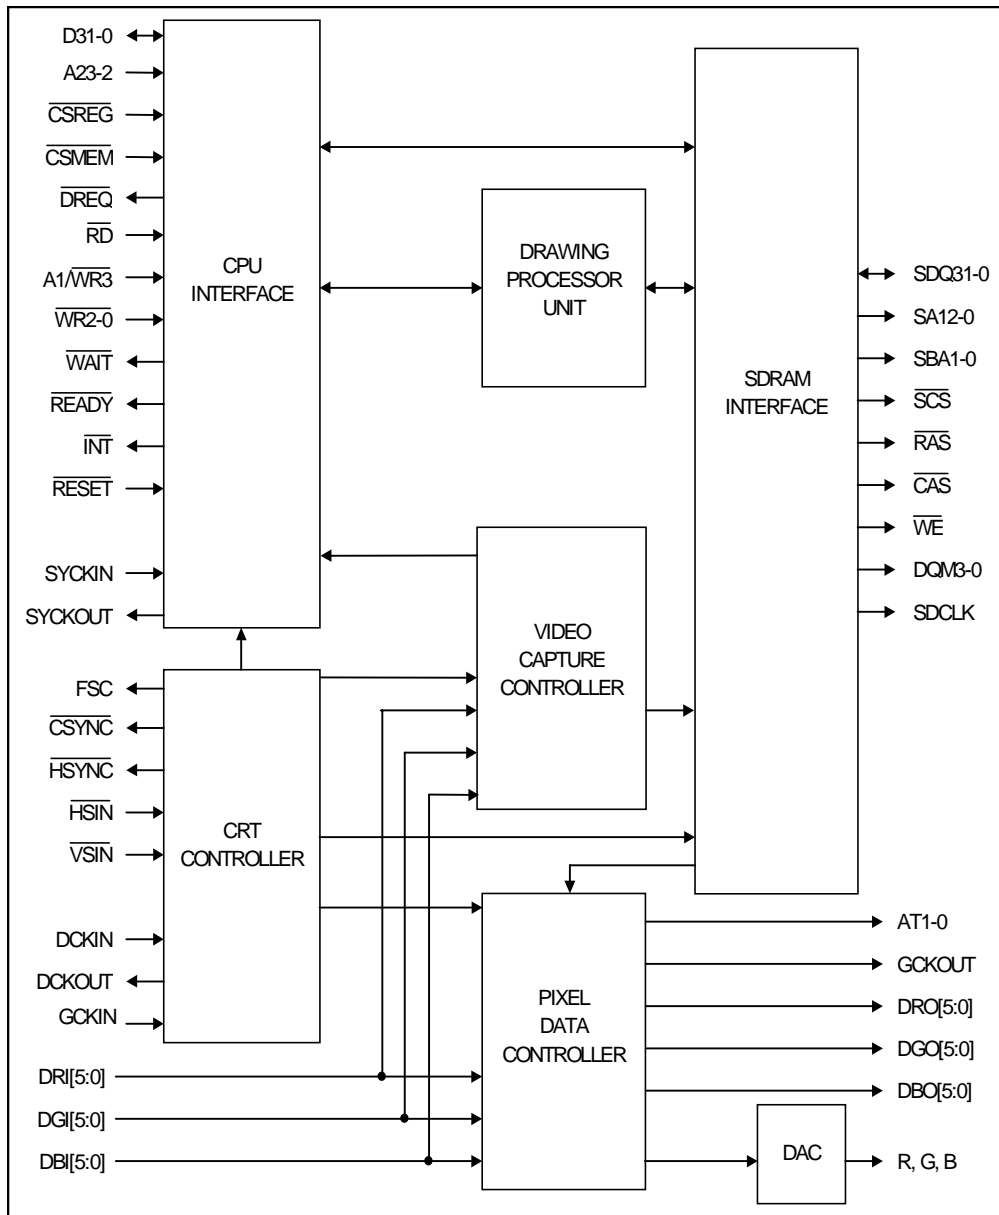 D31-0
A23-2
CSREG
CSMEM
DREQ
RD
A1/WR3
WR2-0
WAIT
READY
INT
RESET
SYCKIN
SYCKOUT
CPU
INTERFACE
DRAWING
PROCESSOR
UNIT
SDRAM
INTERFACE
SDQ31-0
SA12-0
SBA1-0
SCS
RAS
CAS
WE
DQM3-0
SDCLK
VIDEO
CAPTURE
CONTROLLER
FSC
CSYNC
HSYNC
HSIN
VSIN
DCKIN
DCKOUT
GCKIN
CRT
CONTROLLER
DRI[5:0]
DGI[5:0]
DBI[5:0]
PIXEL
DATA
CONTROLLER
AT1-0
GCKOUT
DRO[5:0]
DGO[5:0]
DBO[5:0]
DAC
R, G, B